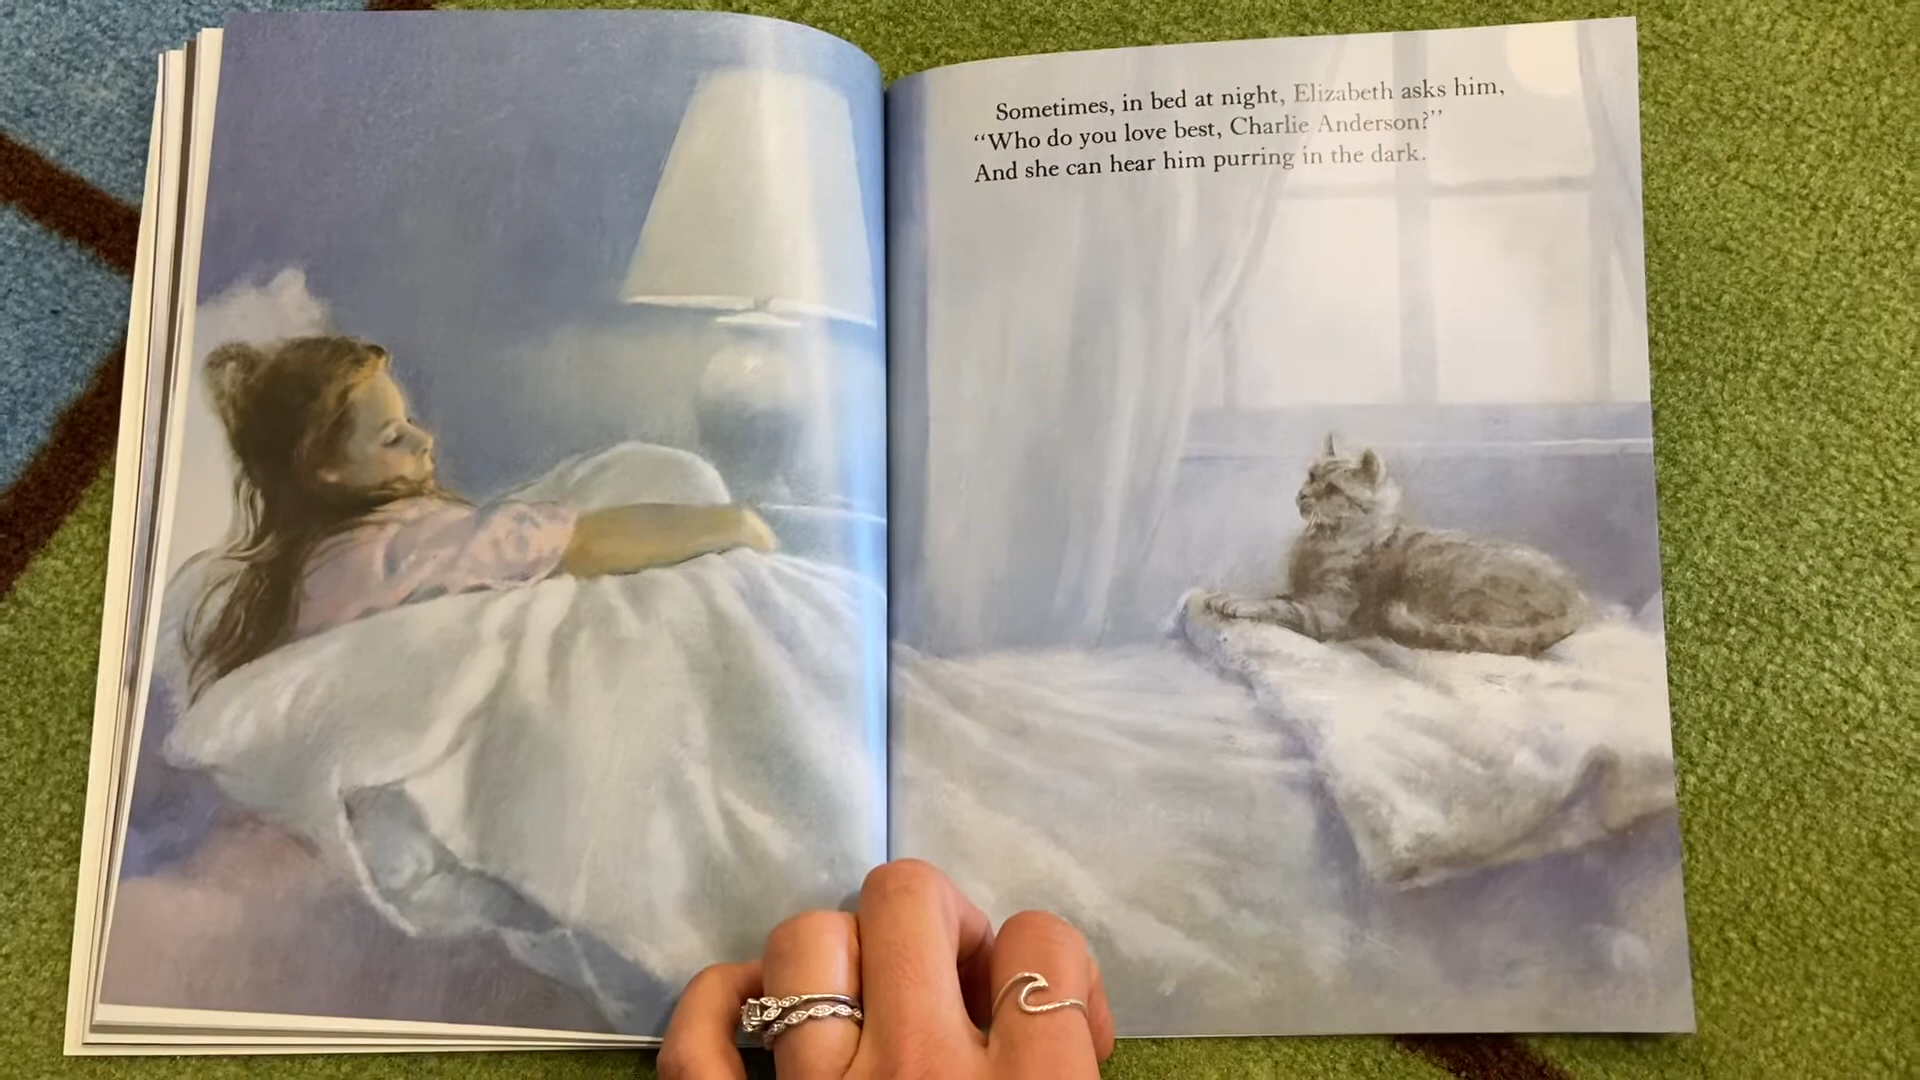 Sometimes, in bed at night, Elizabeth asks him,
“Who do you love best, Charlie Anderson?”
And she can hear him purring in the dark.